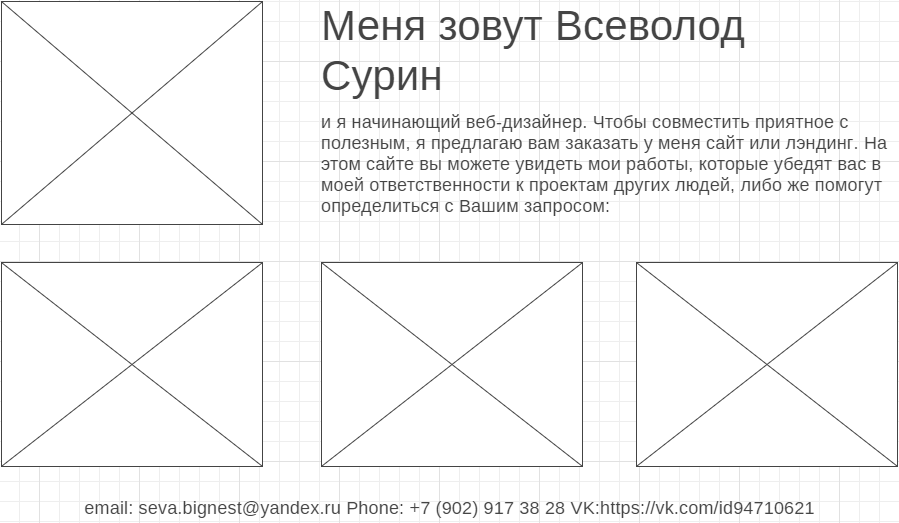 Меня зовут Всеволод
Сурин
и я начинающий веб-дизайнер. Чтобы совместить приятное с
полезным, я предлагаю вам заказать у меня сайт или лэндинг. На
этом сайте вы можете увидеть мои работы, которые убедят вас в
моей ответственности к проектам других людей, либо же помогут
определиться с Вашим запросом:
email: seva.bignest@yandex.ru Phone: +7 (902) 917 38 28 VK:https://vk.com/id94710621